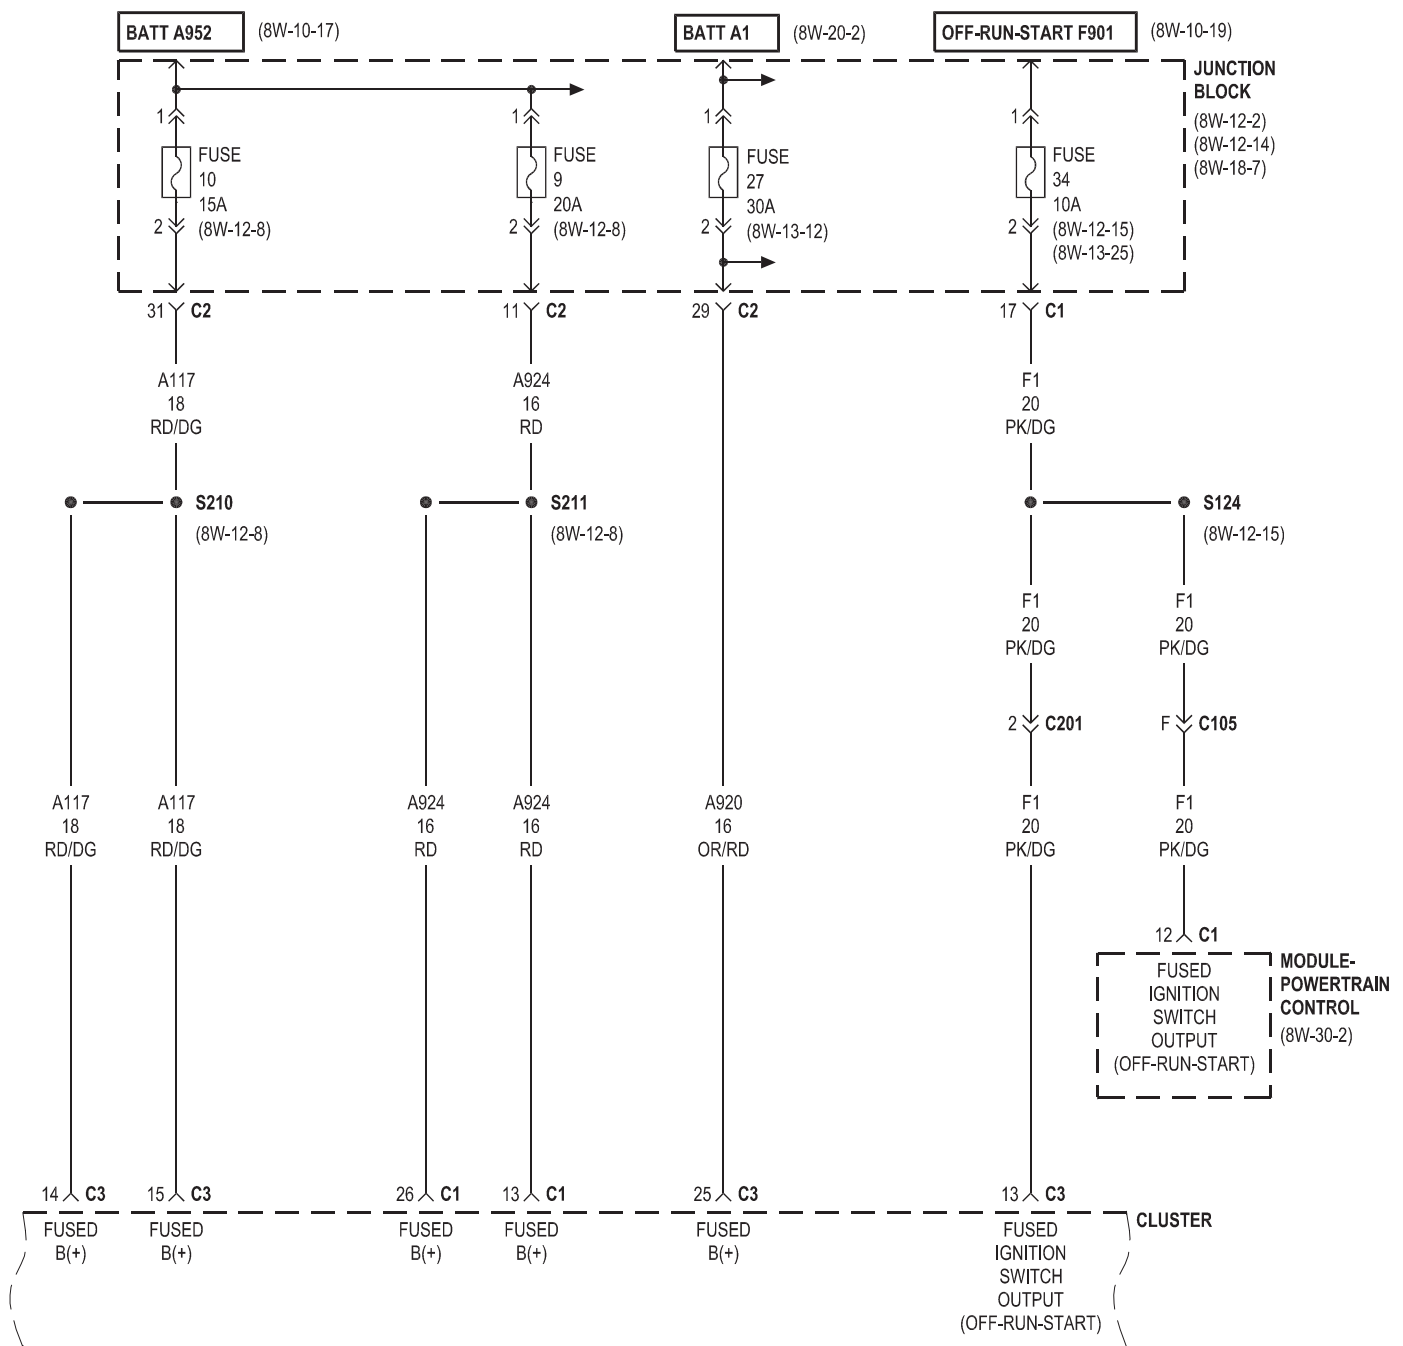 BATT A952 (8W-10-17) BATT A1 (8W-20-2) OFF-RUN-START F901 (8W-10-19)
JUNCTION
BLOCK
(8W-12-2)
(8W-12-14)
(8W-18-7)
1 1 1 1
FUSE
10
15A
(8W-12-8)
2
FUSE
9
20A
(8W-12-8)
2
FUSE
27
30A
(8W-13-12)
2
FUSE
34
10A
(8W-12-15)
(8W-13-25)
2
31 C2 11 C2 29 C2 17 C1
A117
18
RD/DG
A924
16
RD
F1
20
PK/DG
S210
(8W-12-8)
S211
(8W-12-8)
S124
(8W-12-15)
F1
20
PK/DG
F1
20
PK/DG
2 C201 F C105
A117
18
RD/DG
A117
18
RD/DG
A924
16
RD
A924
16
RD
A920
16
OR/RD
F1
20
PK/DG
F1
20
PK/DG
12 C1
FUSED
IGNITION
SWITCH
OUTPUT
(OFF-RUN-START)
MODULE-
POWERTRAIN
CONTROL
(8W-30-2)
14 C3 15 C3 26 C1 13 C1 25 C3 13 C3
CLUSTER
FUSED
B(+)
FUSED
B(+)
FUSED
B(+)
FUSED
B(+)
FUSED
B(+)
FUSED
IGNITION
SWITCH
OUTPUT
(OFF-RUN-START)